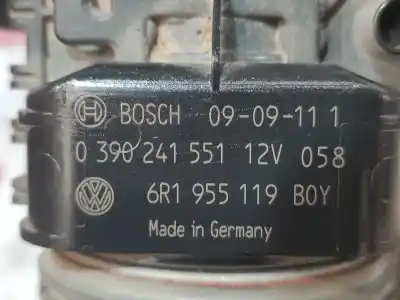 BOSCH 09-09-11 1
0 390 241 551 12V 058
6R1 955 119 BOY
Made in Germany